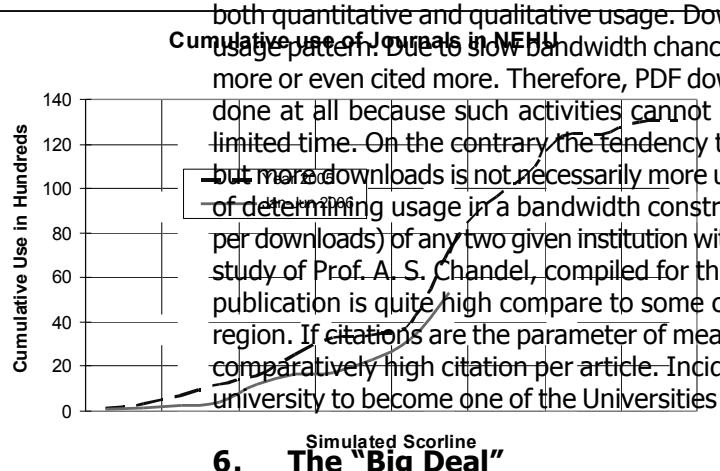 both quantitative and qualitative usage. Dov
Cumulative use of Journals in NEHU
usage pattern. Due to slow bandwidth chanc
more or even cited more. Therefore, PDF dov
done at all because such activities cannot
limited time. On the contrary the tendency t
but more downloads is not necessarily more u
of determining usage in a bandwidth constr
per downloads) of any two given institution wit
study of Prof. A. S. Chandel, compiled for th
publication is quite high compare to some o
region. If citations are the parameter of mea
comparatively high citation per article. Incid
university to become one of the Universities
Cumulative Use in Hundreds
140
120
100
80
60
40
20
0
Year 2005
Jan-Jun 2006
Simulated Scorline
6. The “Big Deal”